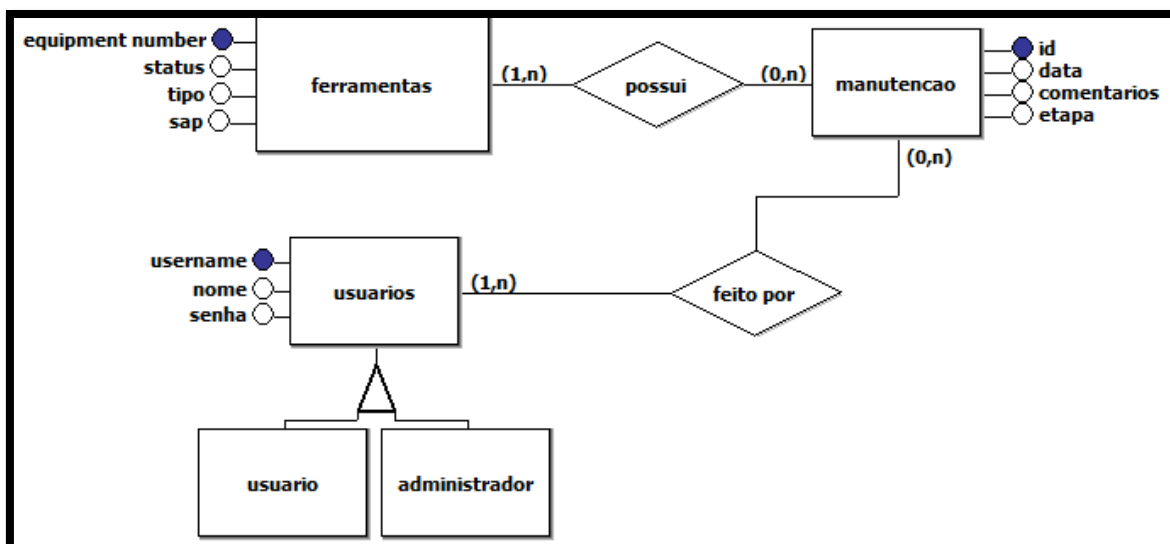 equipment number
status
tipo
sap
ferramentas
(1,n)
possui
(0,n)
manutencao
id
data
comentarios
etapa
(0,n)
username
nome
senha
usuarios
(1,n)
feito por
usuario
administrador